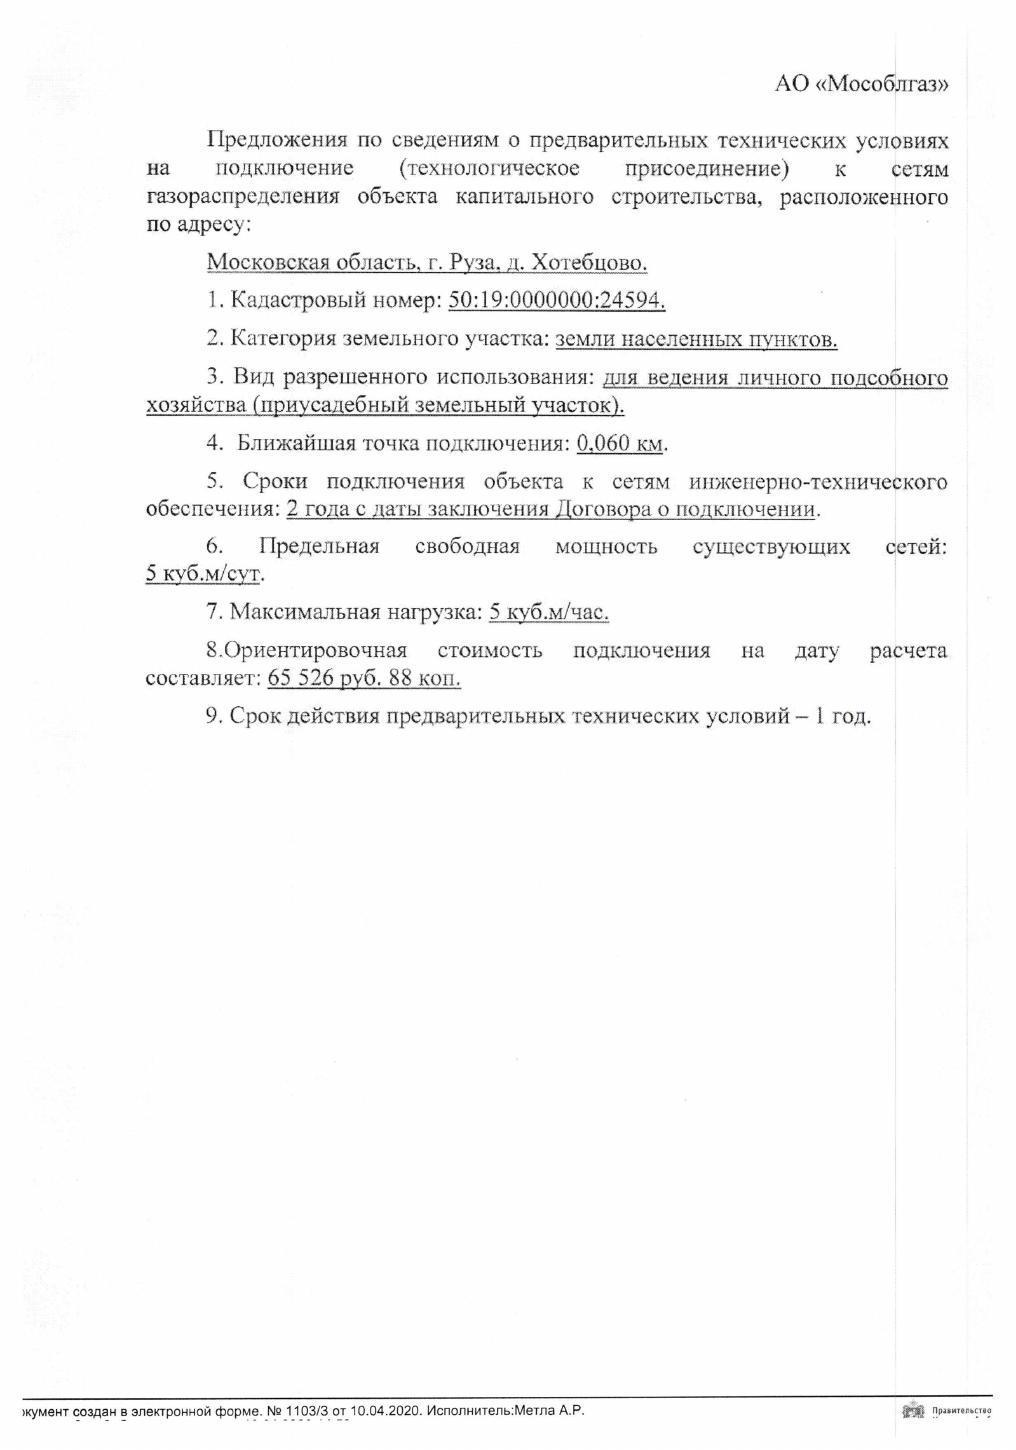 АО «Мособлгаз»
Предложения по сведениям о предварительных технических условиях
на подключение (технологическое присоединение) к сетям
газораспределения объекта капитального строительства, расположенного
по адресу:
Московская область, г. Руза, д. Хотебцово.
1. Кадастровый номер: 50:19:0000000:24594.
2. Категория земельного участка: земли населенных пунктов.
3. Вид разрешенного использования: для ведения личного подсобного
хозяйства (приусадебный земельный участок).
4. Ближайшая точка подключения: 0,060 км.
5. Сроки подключения объекта к сетям инженерно-технического
обеспечения: 2 года с даты заключения Договора о подключении.
6. Предельная свободная мощность существующих сетей:
5 куб.м/сут.
7. Максимальная нагрузка: 5 куб.м/час.
8.Ориентировочная стоимость подключения на дату расчета
составляет: 65 526 руб. 88 коп.
9. Срок действия предварительных технических условий – 1 год.
окумент создан в электронной форме. № 1103/3 от 10.04.2020. Исполнитель:Метла А.Р.
Правительство